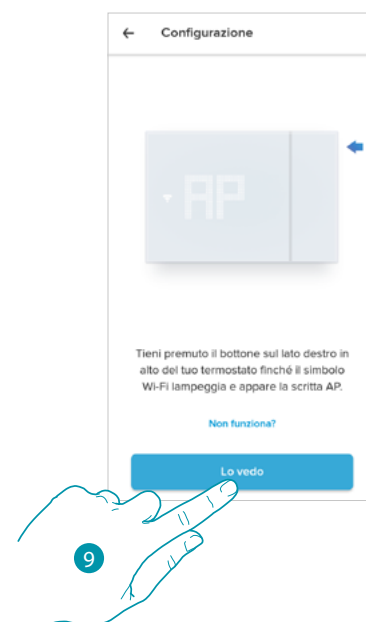 Configurazione
AP
Tieni premuto il bottone sul lato destro in
alto del tuo termostato finché il simbolo
Wi-Fi lampeggia e appare la scritta AP.
Non funziona?
Lo vedo
9